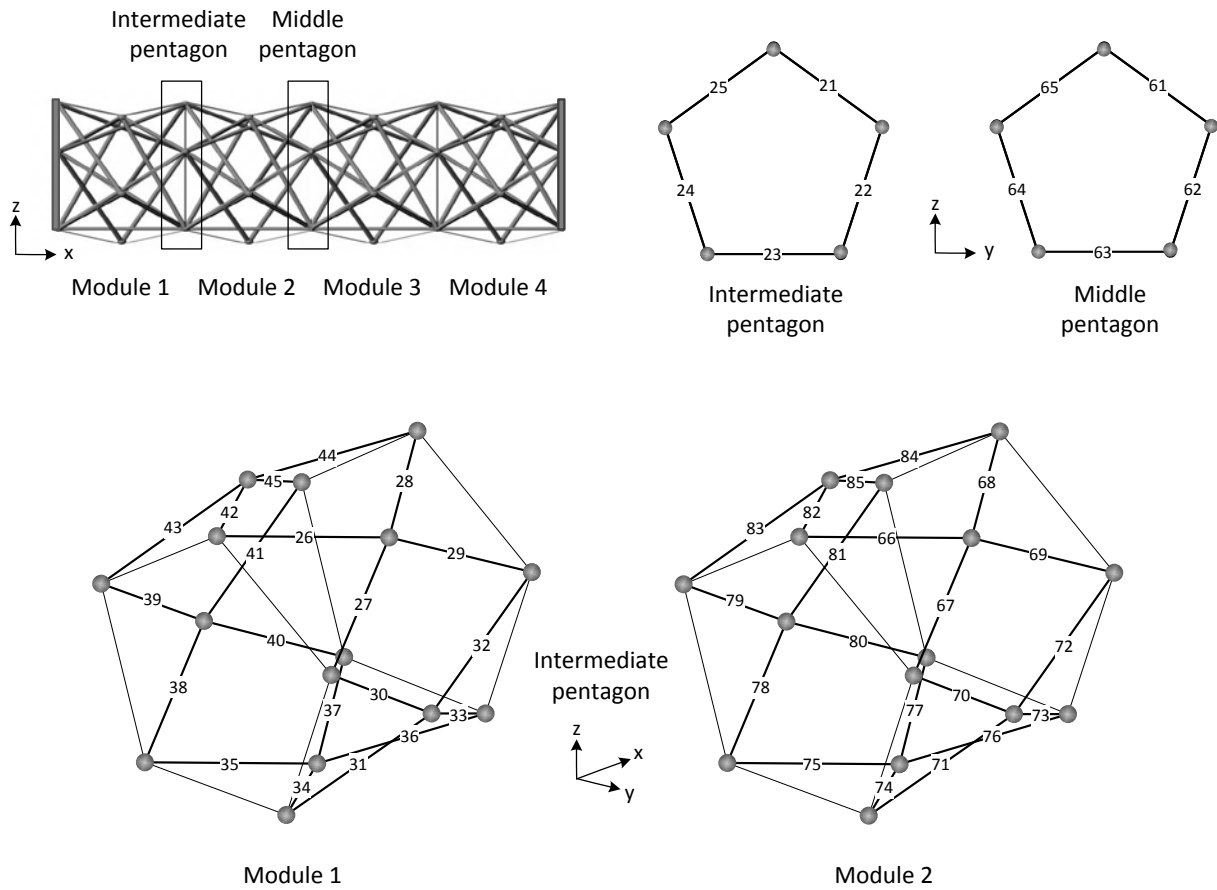 Intermediate
pentagon
Middle
pentagon
z
x
Module 1
Module 2
Module 3
Module 4
25
21
24
22
23
Intermediate
pentagon
z
y
65
61
64
62
63
Middle
pentagon
44
45
28
43
42
26
41
29
39
27
40
32
38
30
37
33
36
35
31
34
Module 1
Intermediate
pentagon
z
x
y
84
85
68
83
82
66
81
69
79
67
80
72
78
70
77
73
76
75
71
74
Module 2